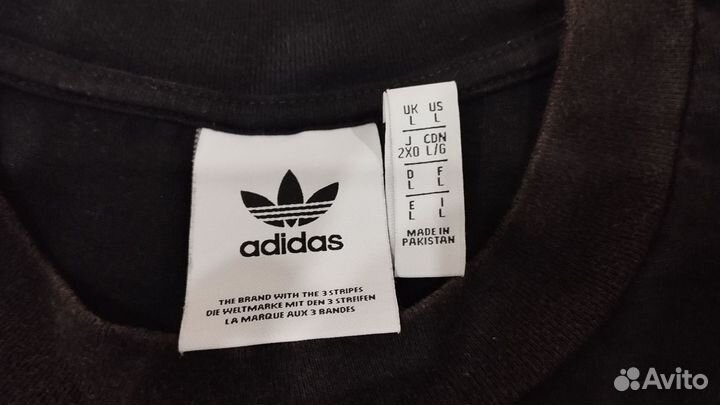 adidas
THE BRAND WITH THE 3 STRIPES
DIE WELTMARKE MIT DEN 3 STREIFEN
LA MARQUE AUX 3 BANDES
UK US
L L
J CDN
2XO L/G
D F
L L
E I
L L
MADE IN
PAKISTAN
Avito